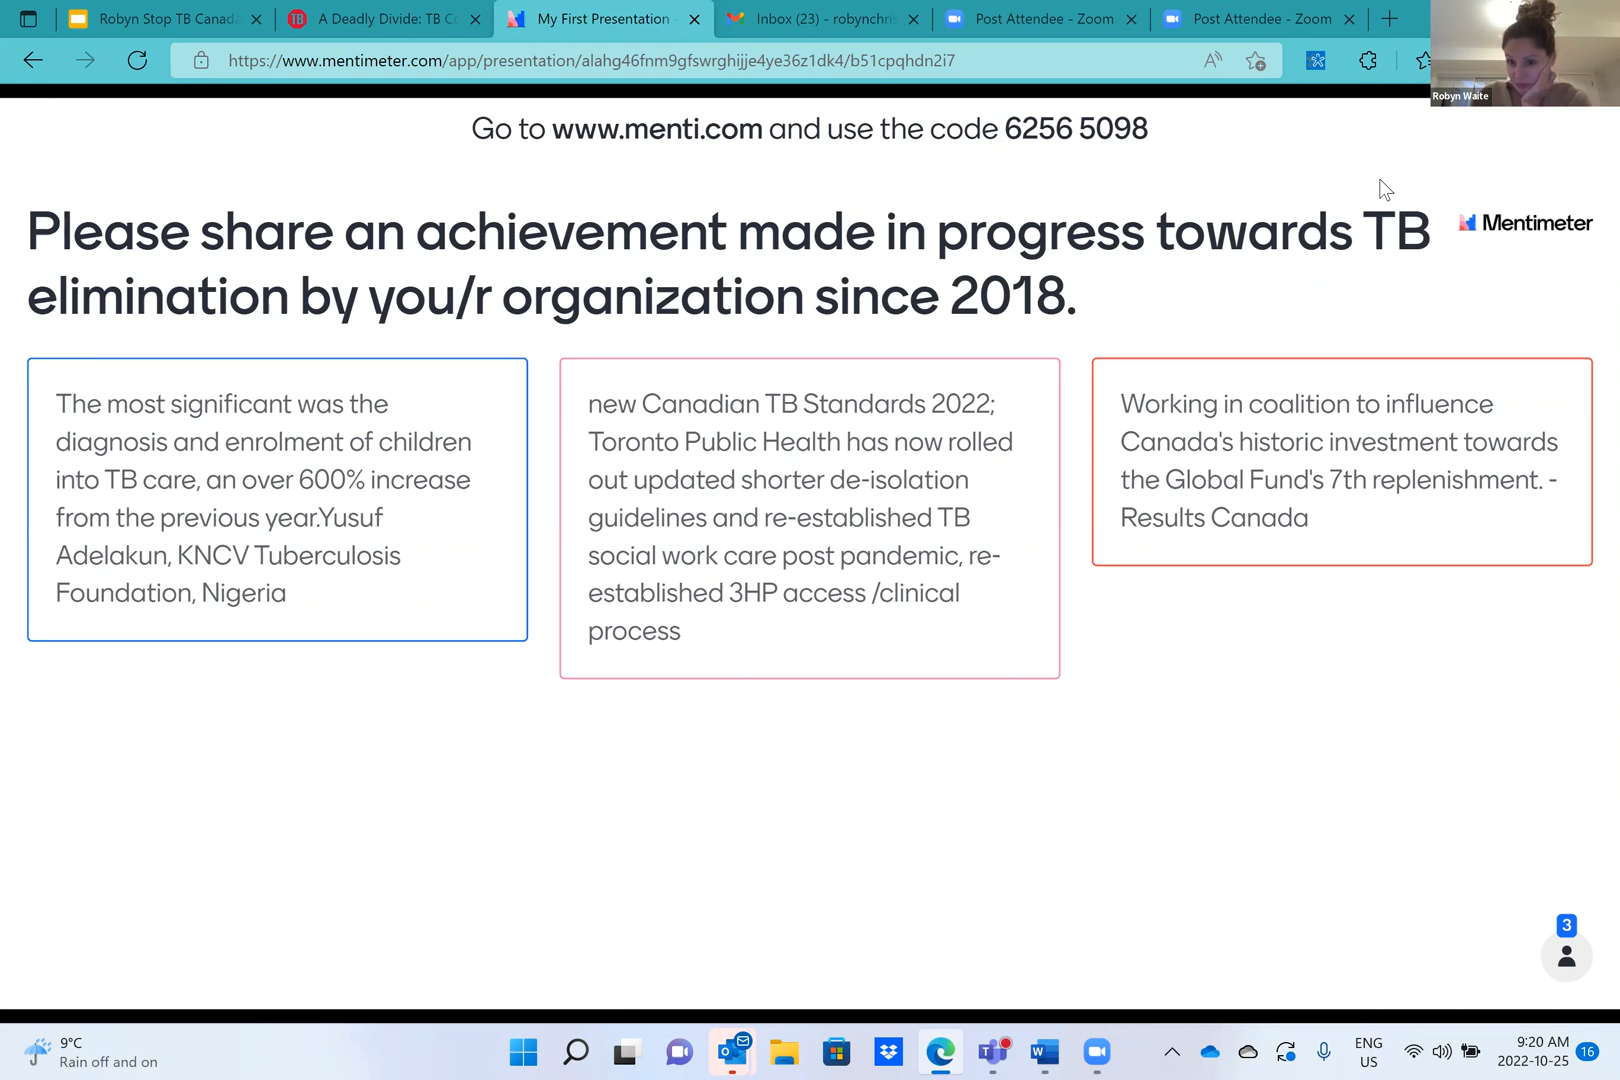 Robyn Stop TB Canad
A Deadly Divide: TB C
My First Presentation
Inbox (23) - robynchri
Post Attendee - Zoom
Post Attendee - Zoom
https://www.mentimeter.com/app/presentation/alahg46fnm9gfswrghijje4ye36z1dk4/b51cpqhdn2i7
Robyn Waite
Go to www.menti.com and use the code 6256 5098
Please share an achievement made in progress towards TB
elimination by you/r organization since 2018.
Mentimeter
The most significant was the
diagnosis and enrolment of children
into TB care, an over 600% increase
from the previous year.Yusuf
Adelakun, KNCV Tuberculosis
Foundation, Nigeria
new Canadian TB Standards 2022;
Toronto Public Health has now rolled
out updated shorter de-isolation
guidelines and re-established TB
social work care post pandemic, re-
established 3HP access /clinical
process
Working in coalition to influence
Canada's historic investment towards
the Global Fund's 7th replenishment. -
Results Canada
3
9°C
Rain off and on
ENG
US
9:20 AM
2022-10-25
16